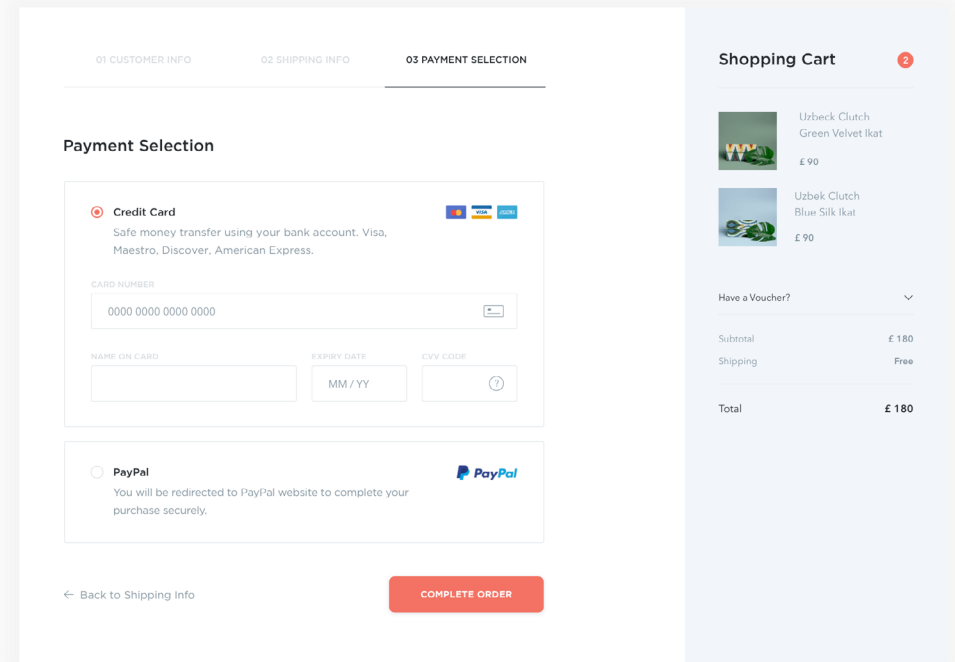 01 CUSTOMER INFO
02 SHIPPING INFO
03 PAYMENT SELECTION
Payment Selection
Credit Card
VISA
Safe money transfer using your bank account. Visa,
Maestro, Discover, American Express.
CARD NUMBER
0000 0000 0000 0000
NAME ON CARD
EXPIRY DATE
CVV CODE
MM / YY
?
PayPal
PayPal
You will be redirected to PayPal website to complete your
purchase securely.
← Back to Shipping Info
COMPLETE ORDER
Shopping Cart
2
Uzbeck Clutch
Green Velvet Ikat
£ 90
Uzbek Clutch
Blue Silk Ikat
£ 90
Have a Voucher?
Subtotal £ 180
Shipping Free
Total £ 180